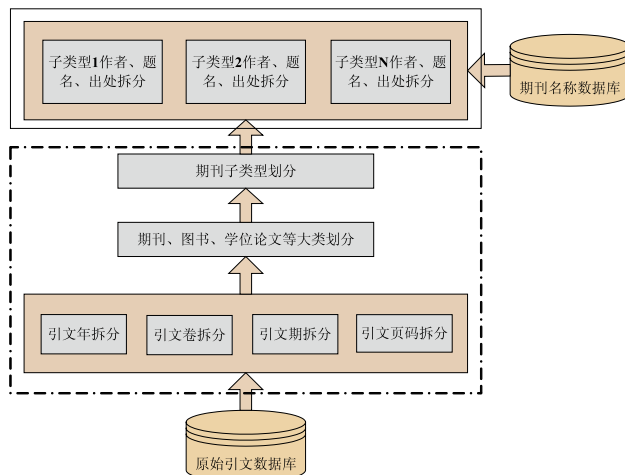 子类型1作者、题
名、出处拆分
子类型2作者、题
名、出处拆分
子类型N作者、题
名、出处拆分
期刊名称数据库
期刊子类型划分
期刊、图书、学位论文等大类划分
引文年拆分
引文卷拆分
引文期拆分
引文页码拆分
原始引文数据库